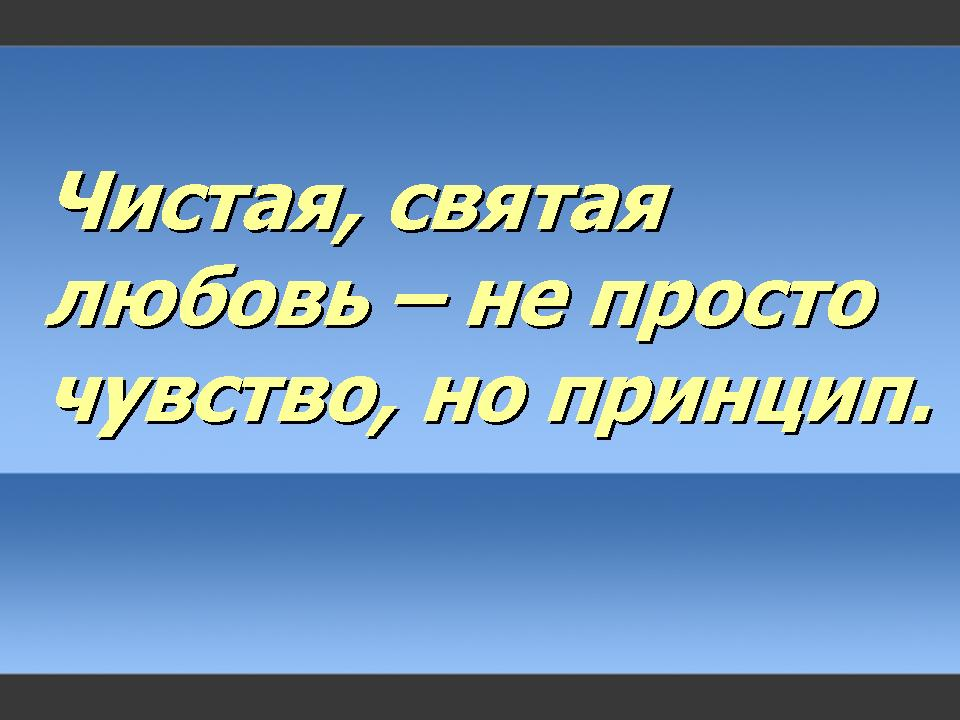 Чистая, святая
любовь – не просто
чувство, но принцип.